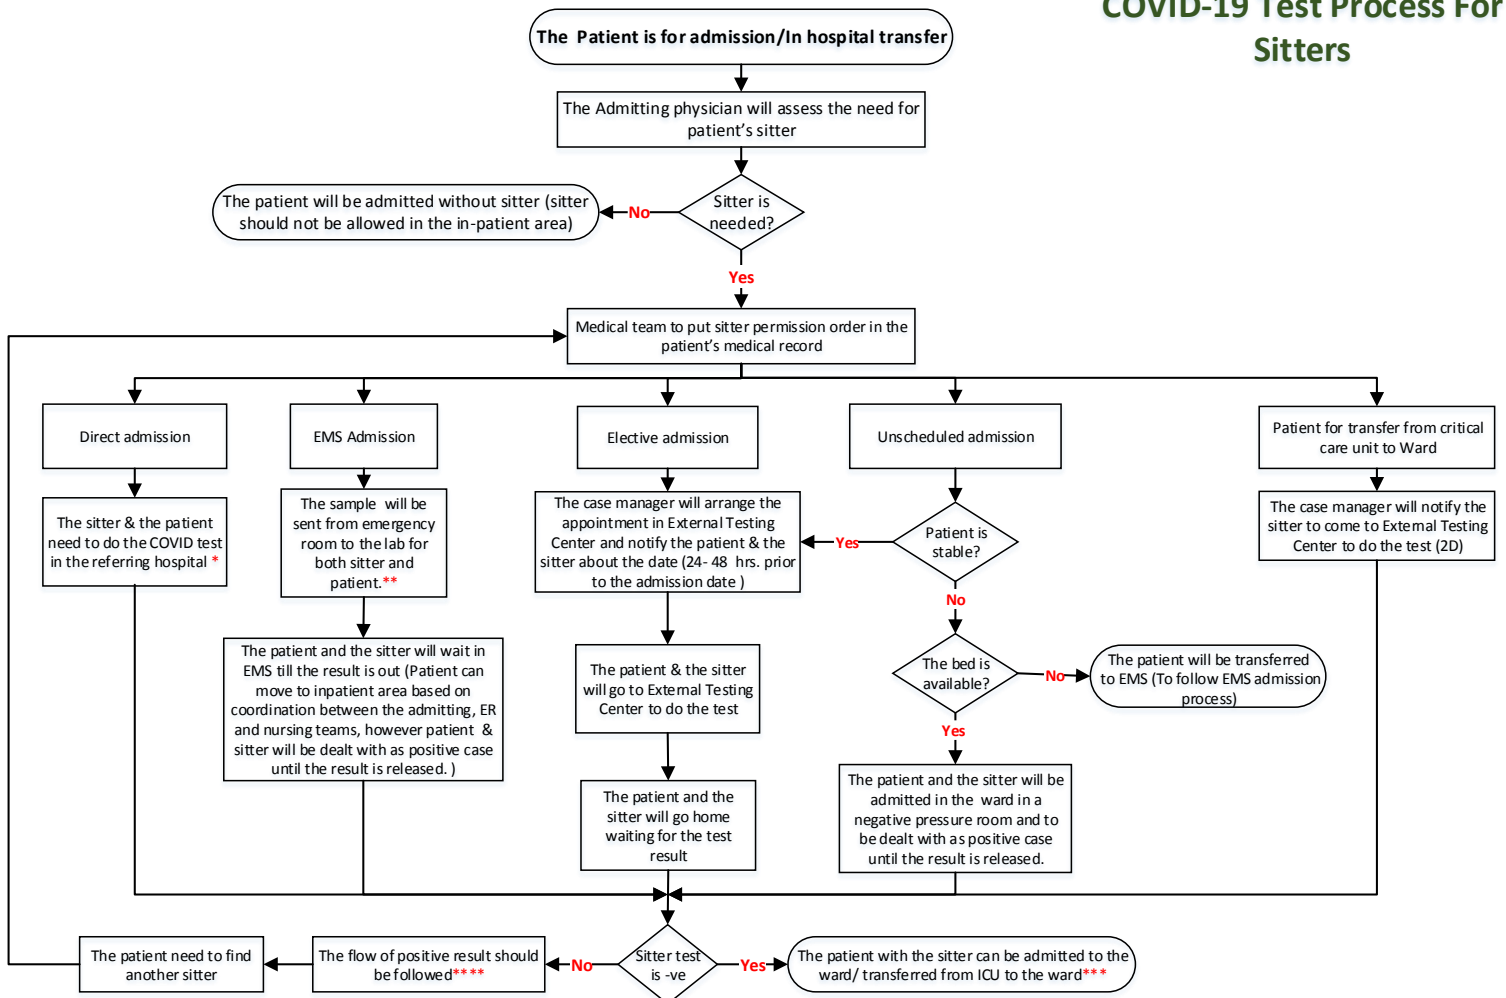 COVID-19 Test Process For
Sitters
The  Patient is for admission/In hospital transfer
The Admitting physician will assess the need for
patient’s sitter
Sitter is
needed?
No
The patient will be admitted without sitter (sitter
should not be allowed in the in-patient area)
Yes
Medical team to put sitter permission order in the
patient’s medical record
Direct admission
EMS Admission
Elective admission
Unscheduled admission
Patient for transfer from critical
care unit to Ward
The sitter & the patient
need to do the COVID test
in the referring hospital *
The sample  will be
sent from emergency
room to the lab for
both sitter and
patient.**
The case manager will arrange the
appointment in External Testing
Center and notify the patient & the
sitter about the date (24- 48  hrs. prior
to the admission date )
Yes
Patient is
stable?
The case manager will notify the
sitter to come to External Testing
Center to do the test (2D)
No
The patient and the sitter will wait in
EMS till the result is out (Patient can
move to inpatient area based on
coordination between the admitting, ER
and nursing teams, however patient  &
sitter will be dealt with as positive case
until the result is released. )
The patient & the sitter
will go to External Testing
Center to do the test
The bed is
available?
No
The patient will be transferred
to EMS (To follow EMS admission
process)
Yes
The patient and the
sitter will go home
waiting for the test
result
The patient and the sitter will be
admitted in the  ward in a
negative pressure room and to
be dealt with as positive case
until the result is released.
The patient need to find
another sitter
The flow of positive result should
be followed****
No
Sitter test
is -ve
Yes
The patient with the sitter can be admitted to the
ward/ transferred from ICU to the ward***